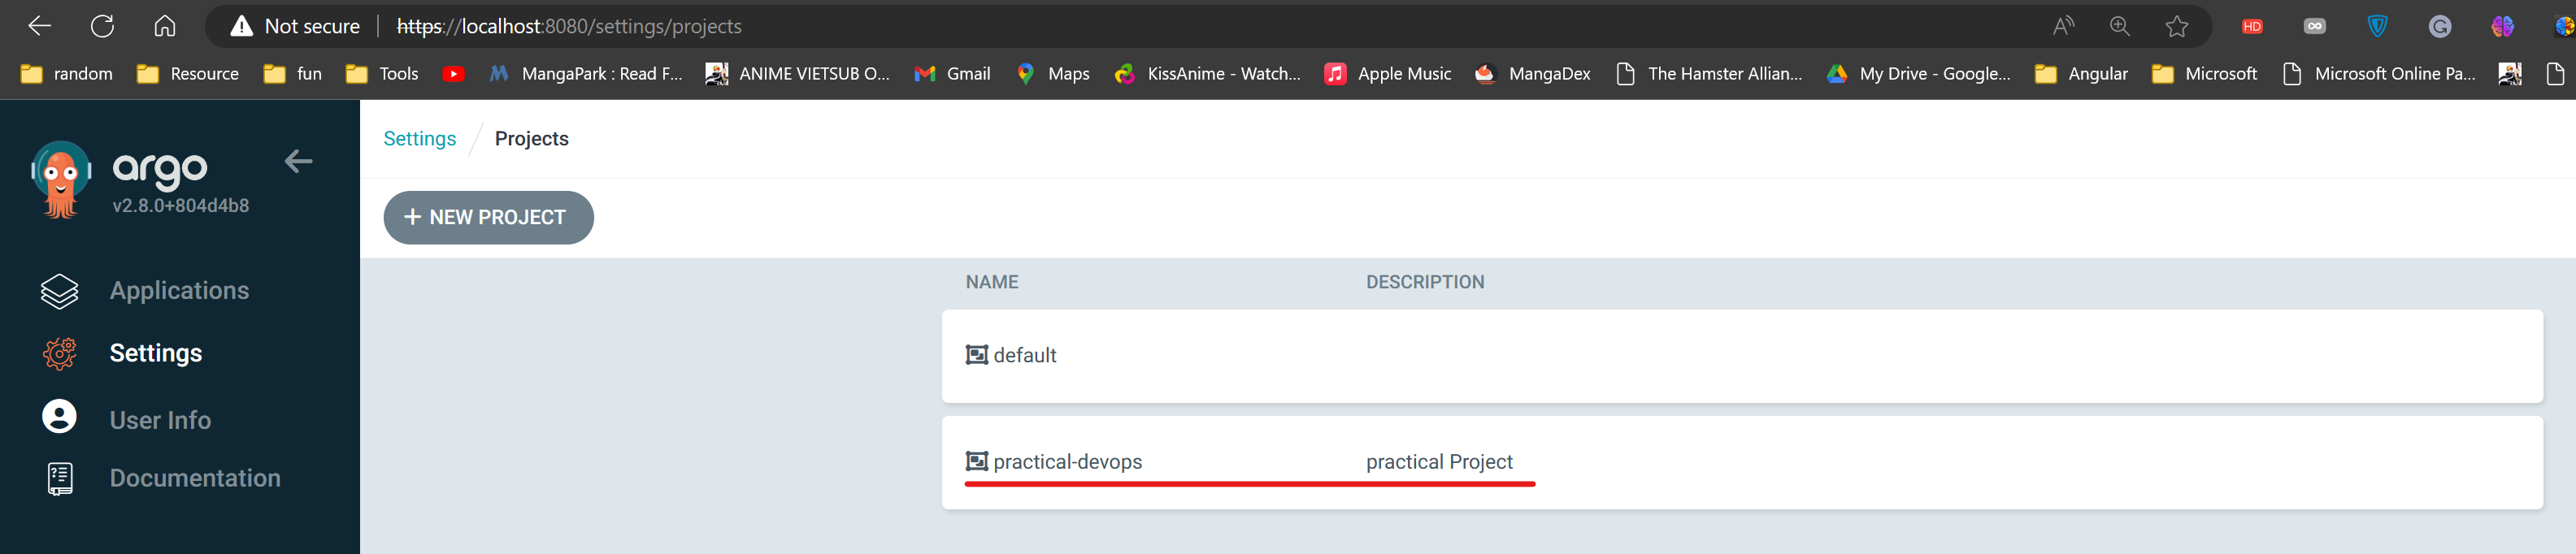 Not secure https://localhost:8080/settings/projects
random Resource fun Tools MangaPark : Read F... ANIME VIETSUB O... Gmail Maps KissAnime - Watch... Apple Music MangaDex The Hamster Allian... My Drive - Google... Angular Microsoft Microsoft Online Pa...
argo
v2.8.0+804d4b8
Applications
Settings
User Info
Documentation
Settings / Projects
+ NEW PROJECT
NAME DESCRIPTION
default
practical-devops practical Project